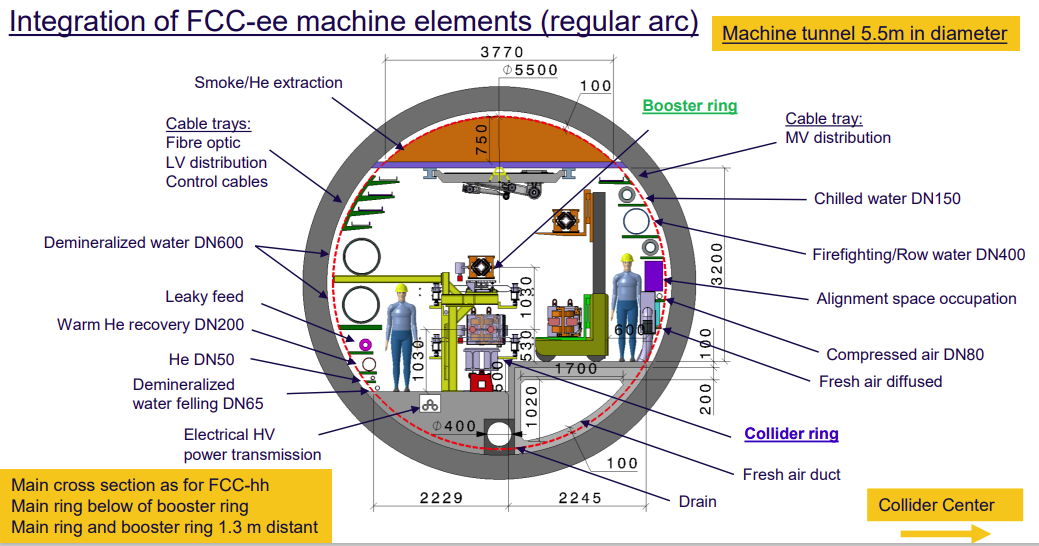 Integration of FCC-ee machine elements (regular arc)
Machine tunnel 5.5m in diameter
3770
∅5500
100
750
Smoke/He extraction
Booster ring
Cable trays:
Fibre optic
LV distribution
Control cables
Cable tray:
MV distribution
Chilled water DN150
Demineralized water DN600
Firefighting/Row water DN400
3200
Leaky feed
Alignment space occupation
1030
Warm He recovery DN200
600
530
1030
100
Compressed air DN80
He DN50
500
1700
Fresh air diffused
Demineralized
water felling DN65
200
1020
∅400
Electrical HV
power transmission
Collider ring
100
Fresh air duct
2229
2245
Drain
Main cross section as for FCC-hh
Main ring below of booster ring
Main ring and booster ring 1.3 m distant
Collider Center